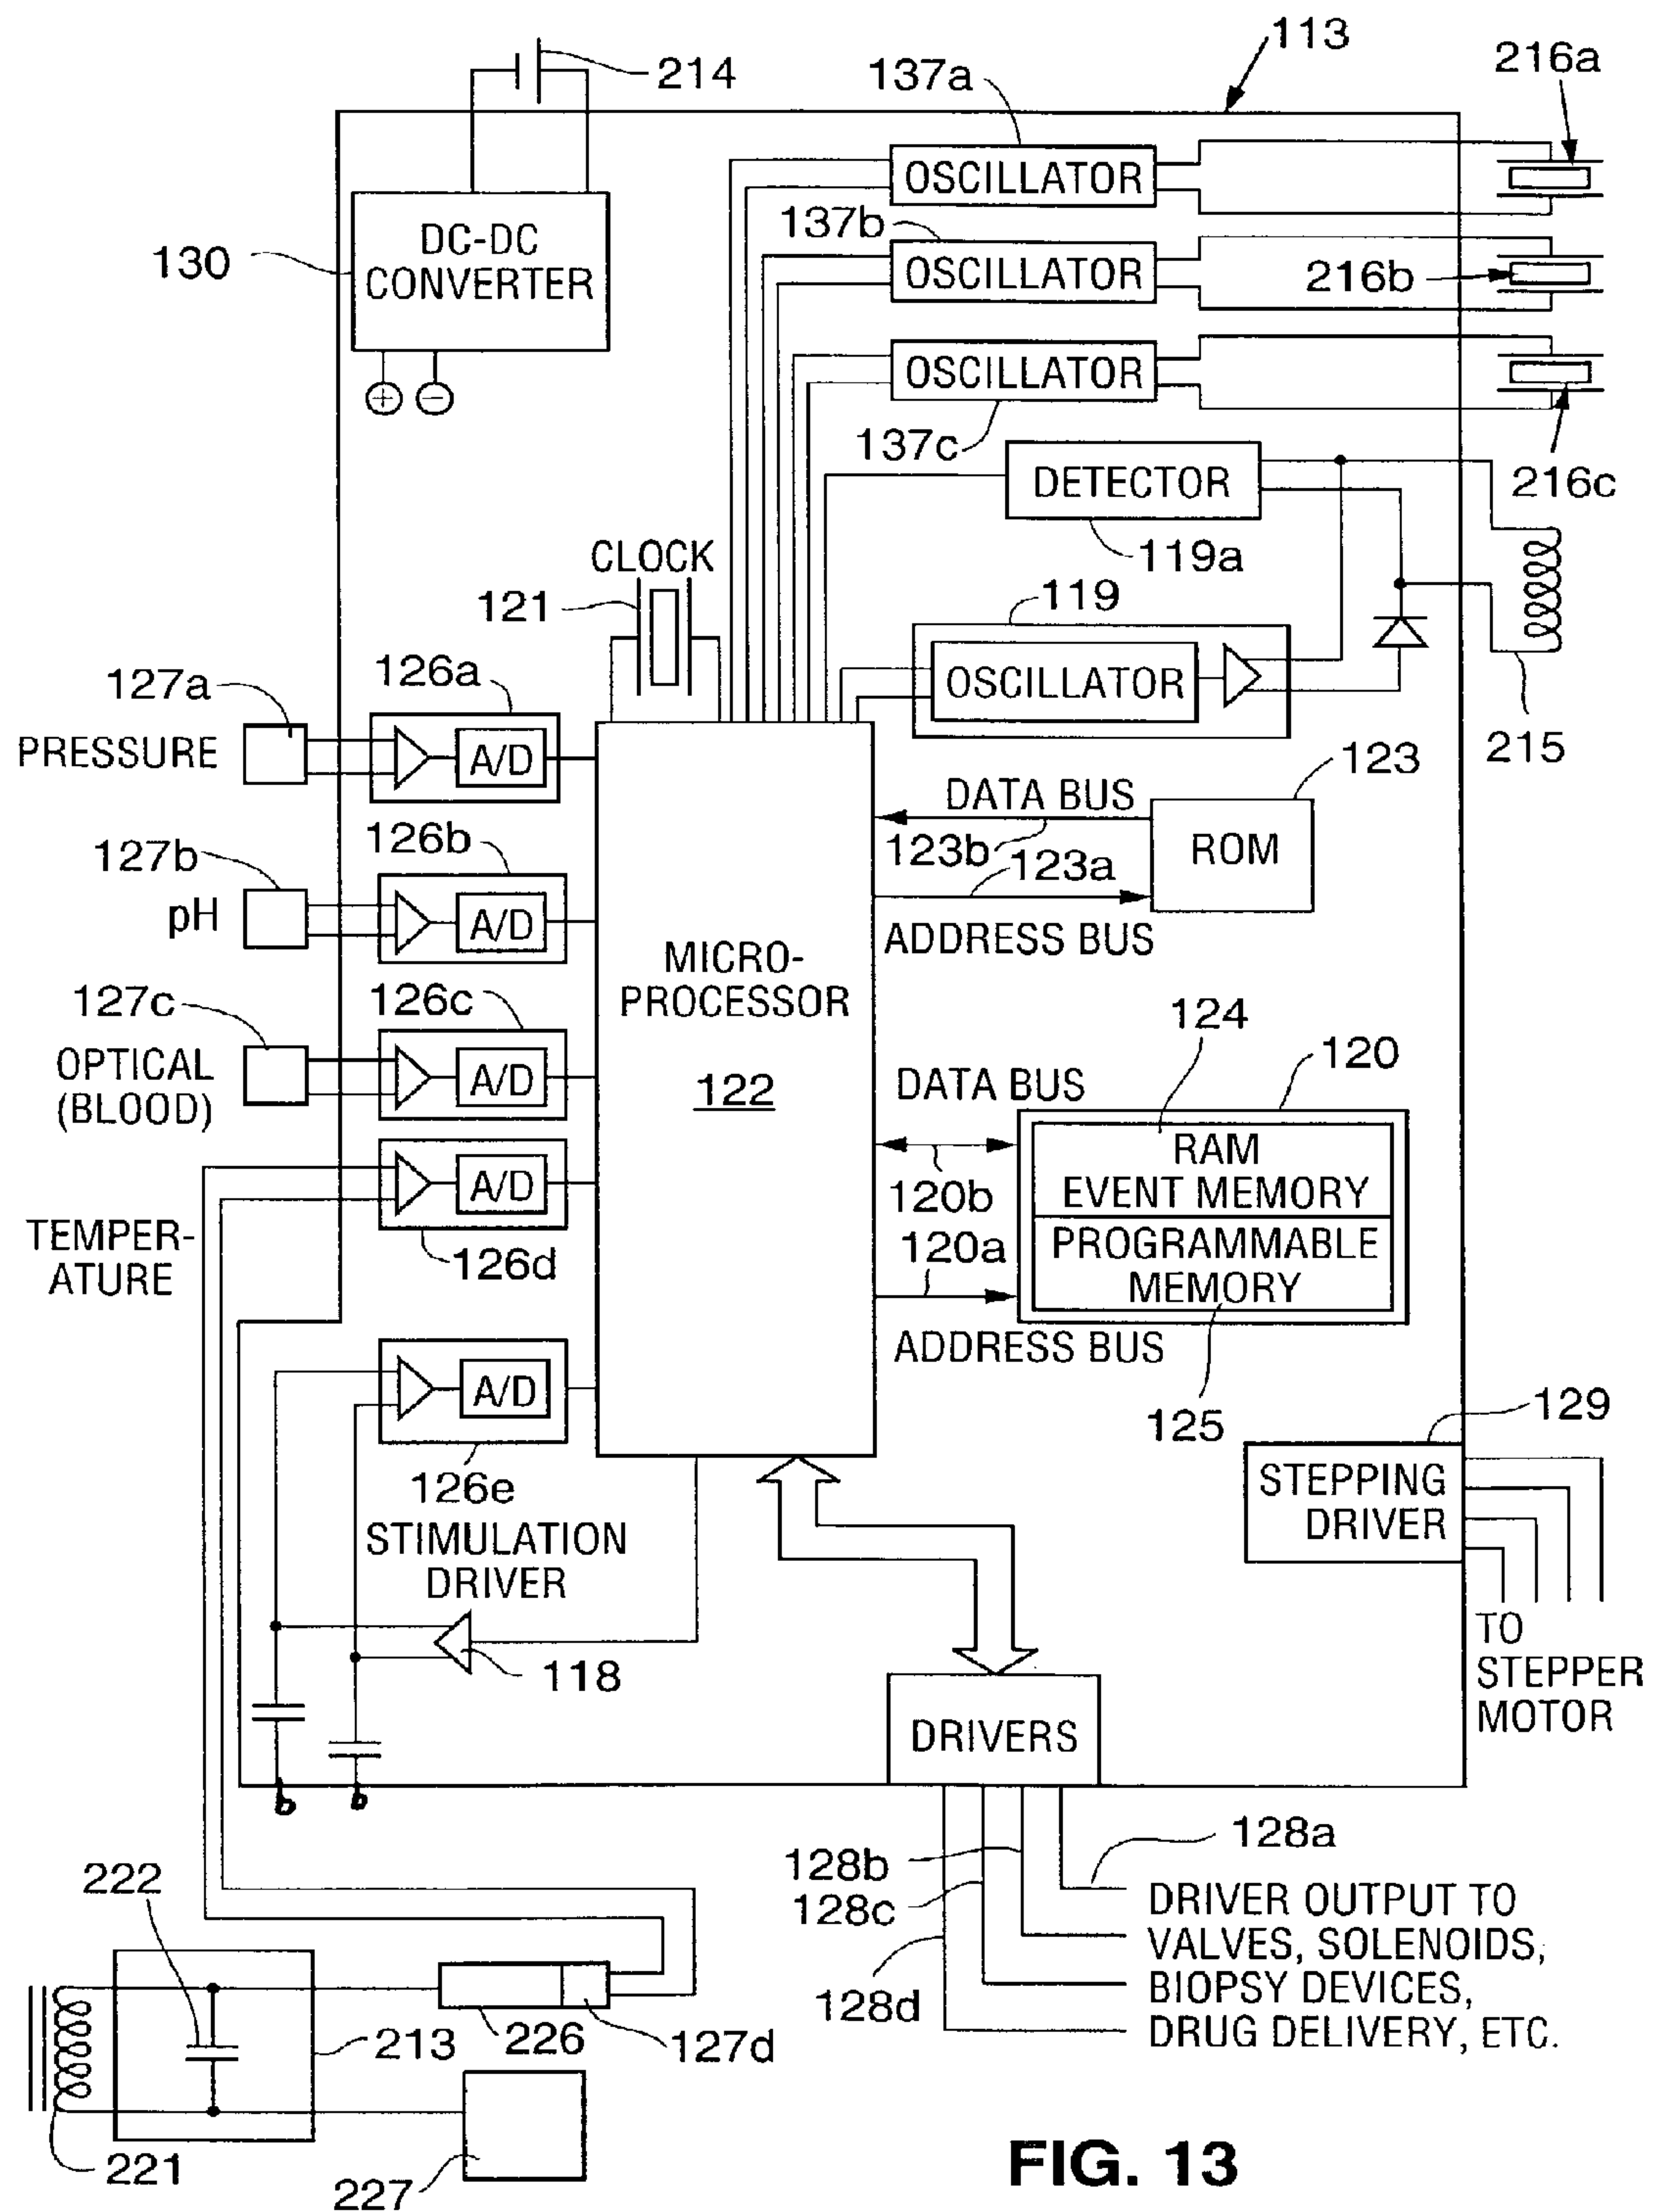 113
214
137a
216a
OSCILLATOR
137b
DC-DC
CONVERTER
130
OSCILLATOR
216b
OSCILLATOR
+
−
137c
216c
DETECTOR
119a
CLOCK
121
119
OSCILLATOR
215
127a
126a
PRESSURE
A/D
123
DATA BUS
123b
ROM
123a
ADDRESS BUS
127b
126b
pH
A/D
MICRO-
PROCESSOR
122
127c
126c
OPTICAL
(BLOOD)
A/D
124
120
DATA BUS
RAM
EVENT MEMORY
120b
A/D
TEMPER-
ATURE
126d
120a
PROGRAMMABLE
MEMORY
ADDRESS BUS
125
A/D
126e
129
STEPPING
DRIVER
STIMULATION
DRIVER
118
TO
STEPPER
MOTOR
DRIVERS
128a
128b
128c
128d
DRIVER OUTPUT TO
VALVES, SOLENOIDS,
BIOPSY DEVICES,
DRUG DELIVERY, ETC.
222
213
226
127d
221
227
FIG. 13